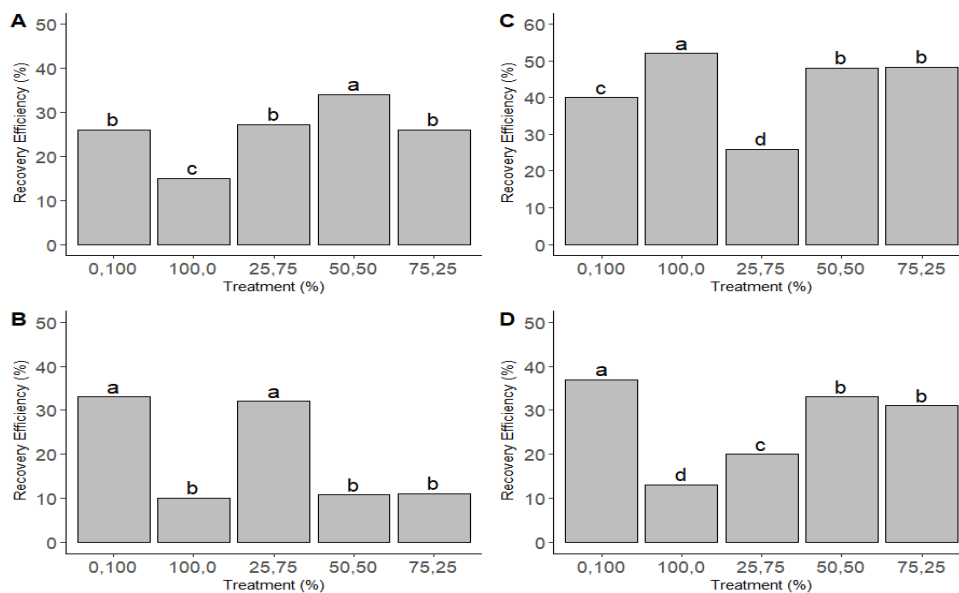 A
50
40
30
20
10
0
Recovery Efficiency (%)
b
c
b
a
b
0,100 100,0 25,75 50,50 75,25
Treatment (%)
C
60
50
40
30
20
10
0
Recovery Efficiency (%)
c
a
d
b
b
0,100 100,0 25,75 50,50 75,25
Treatment (%)
B
50
40
30
20
10
0
Recovery Efficiency (%)
a
b
a
b
b
0,100 100,0 25,75 50,50 75,25
Treatment (%)
D
50
40
30
20
10
0
Recovery Efficiency (%)
a
d
c
b
b
0,100 100,0 25,75 50,50 75,25
Treatment (%)